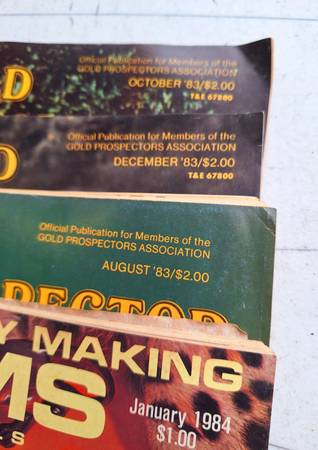 Official Publication for Members of the
GOLD PROSPECTORS ASSOCIATION
D
OCTOBER '83/$2.00
T&E 67800
Official Publication for Members of the
GOLD PROSPECTORS ASSOCIATION
D
DECEMBER '83/$2.00
T&E 67800
Official Publication for Members of the
GOLD PROSPECTORS ASSOCIATION
AUGUST '83/$2.00
PECTOR
Y MAKING
MS
January 1984
$1.00
L S